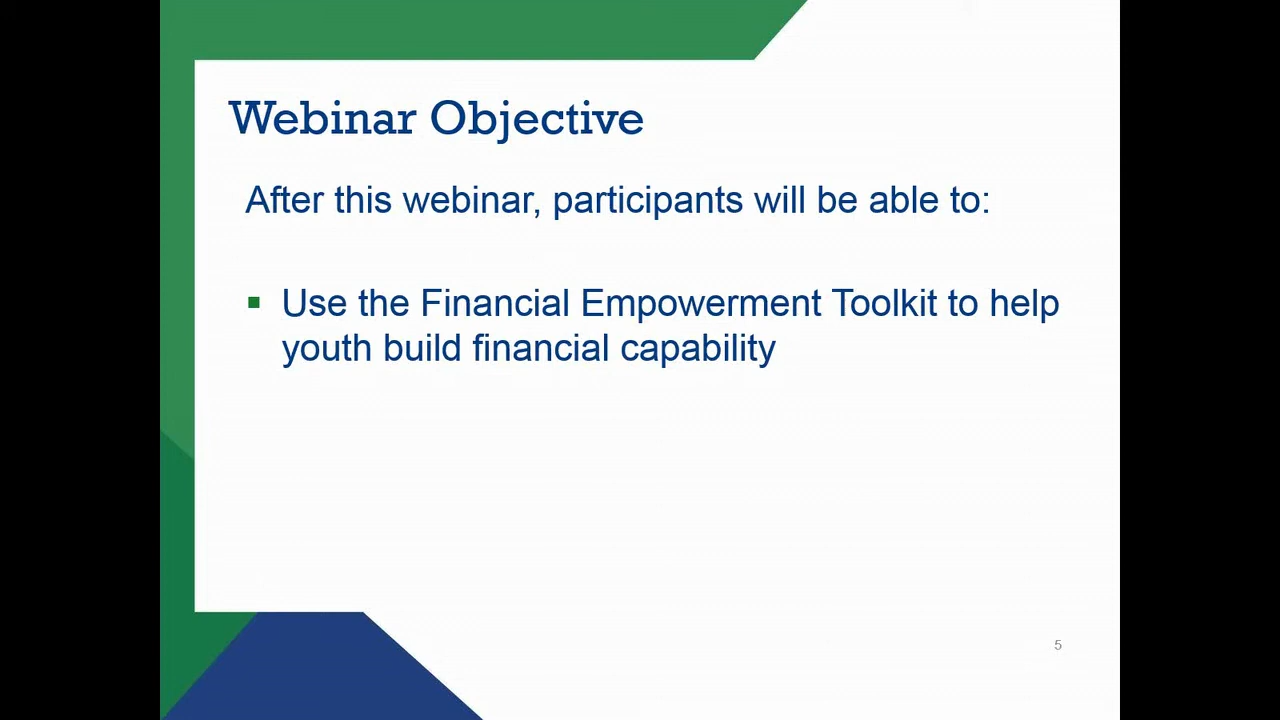 Webinar Objective
After this webinar, participants will be able to:
▪ Use the Financial Empowerment Toolkit to help
youth build financial capability
5